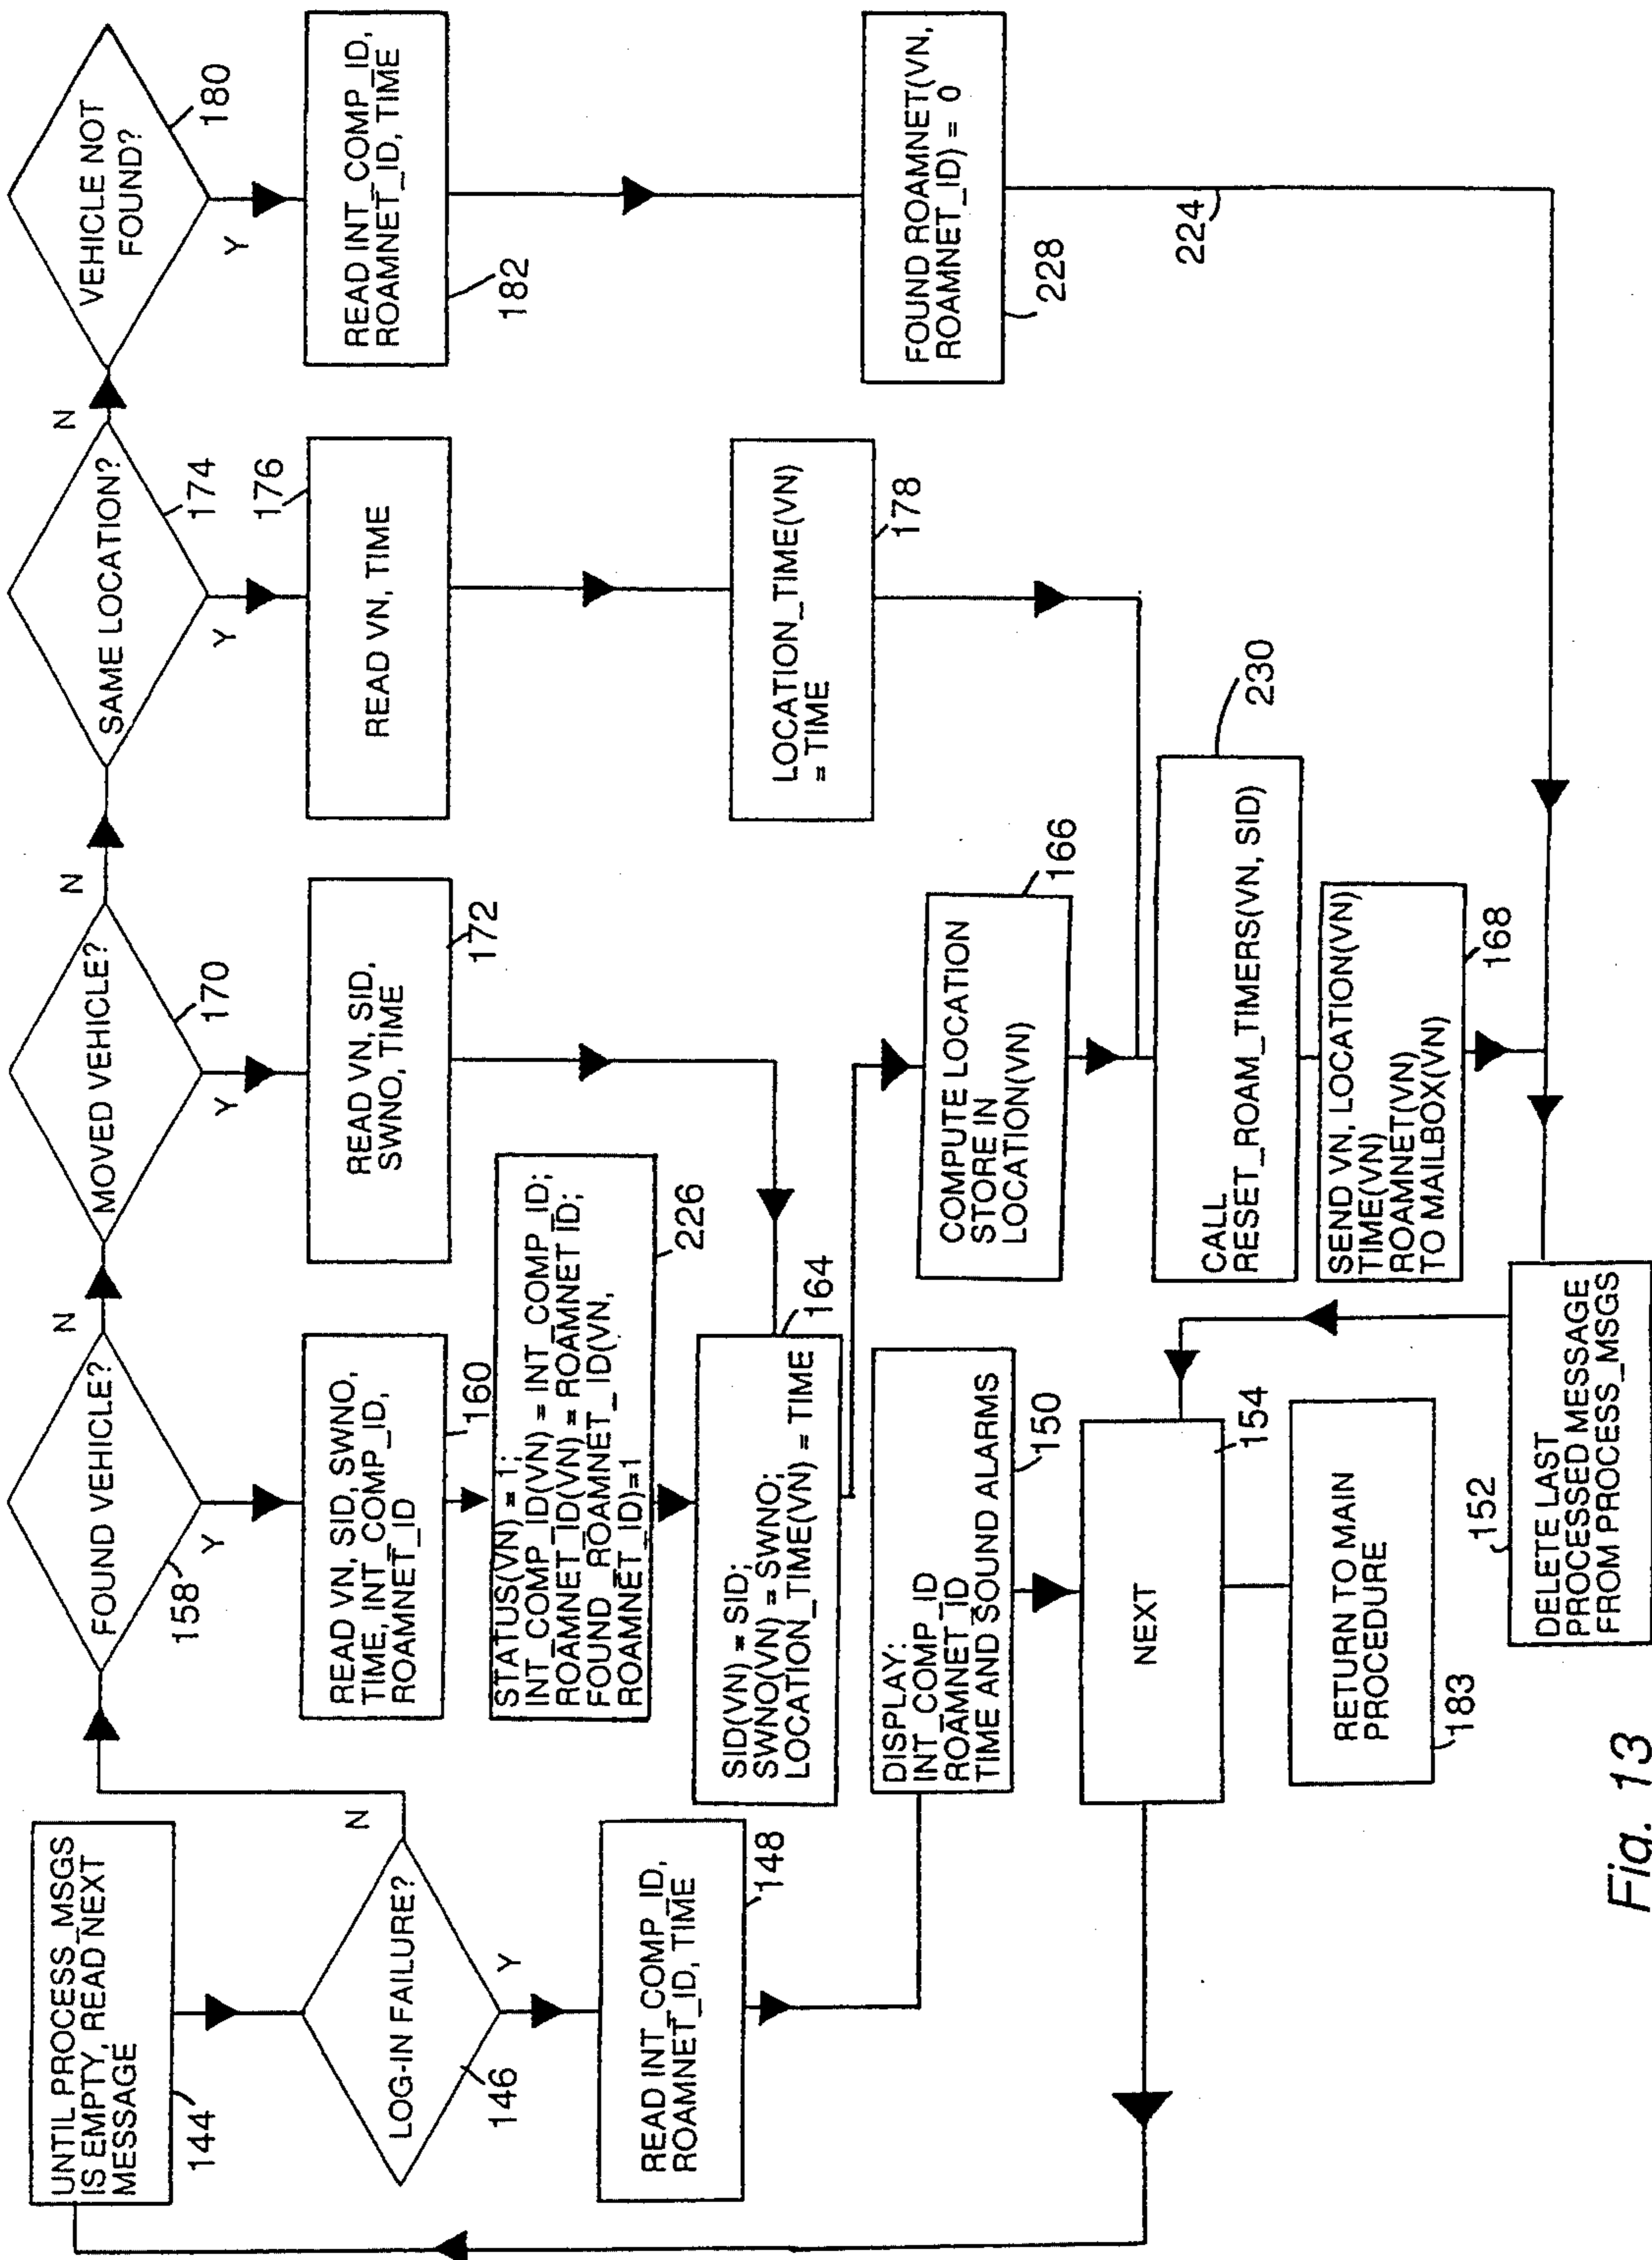 UNTIL PROCESS_MSGS
IS EMPTY, READ NEXT
MESSAGE
144
LOG-IN FAILURE?
146
N
Y
READ INT_COMP_ID,
ROAMNET_ID, TIME
148
DISPLAY:
INT_COMP_ID
ROAMNET_ID
TIME AND SOUND ALARMS
150
NEXT
154
RETURN TO MAIN
PROCEDURE
183
FOUND VEHICLE?
158
N
Y
READ VN, SID, SWNO,
TIME, INT_COMP_ID,
ROAMNET_ID
160
STATUS(VN) = 1;
INT_COMP_ID(VN) = INT_COMP_ID;
ROAMNET_ID(VN) = ROAMNET_ID;
FOUND_ROAMNET_ID(VN,
ROAMNET_ID)=1
226
SID(VN) = SID;
SWNO(VN) = SWNO;
LOCATION_TIME(VN) = TIME
164
MOVED VEHICLE?
170
N
Y
READ VN, SID,
SWNO, TIME
172
COMPUTE LOCATION
STORE IN
LOCATION(VN)
166
CALL
RESET_ROAM_TIMERS(VN, SID)
230
SEND VN, LOCATION(VN)
TIME(VN)
ROAMNET(VN)
TO MAILBOX(VN)
168
DELETE LAST
PROCESSED MESSAGE
FROM PROCESS_MSGS
152
SAME LOCATION?
174
N
Y
READ VN, TIME
176
LOCATION_TIME(VN)
= TIME
178
VEHICLE NOT
FOUND?
180
Y
READ INT_COMP_ID,
ROAMNET_ID, TIME
182
FOUND ROAMNET(VN,
ROAMNET_ID) = 0
228
224
Fig. 13